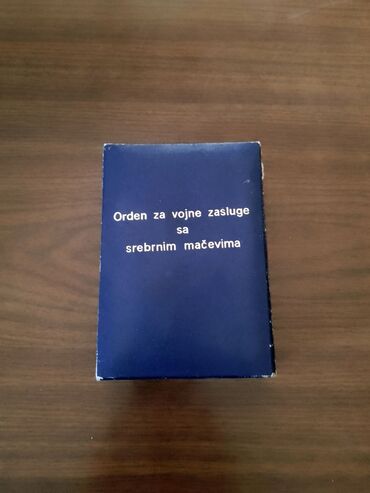 Orden za vojne zasluge
sa
srebrnim mačevima